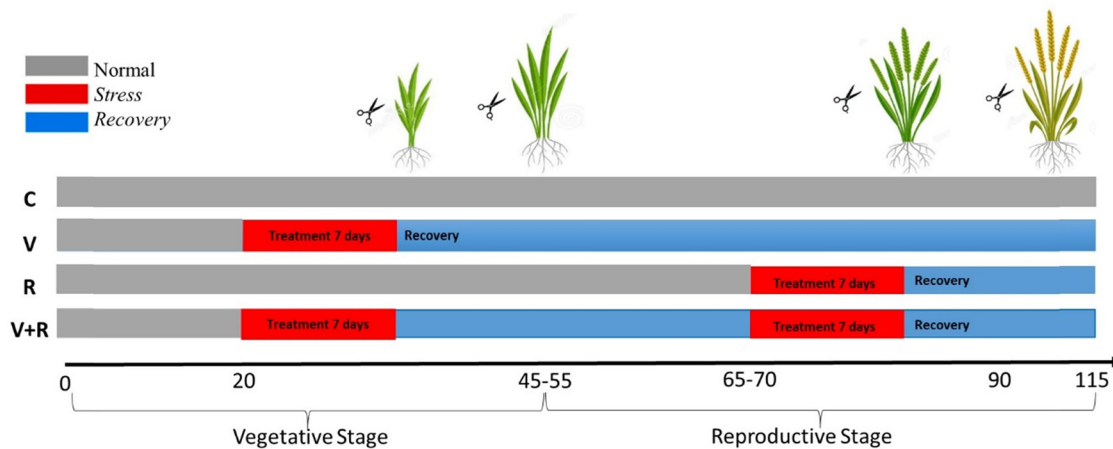 Normal
Stress
Recovery
C
V
Treatment 7 days
Recovery
R
Treatment 7 days
Recovery
V+R
Treatment 7 days
Treatment 7 days
Recovery
0
20
45-55
65-70
90
115
Vegetative Stage
Reproductive Stage